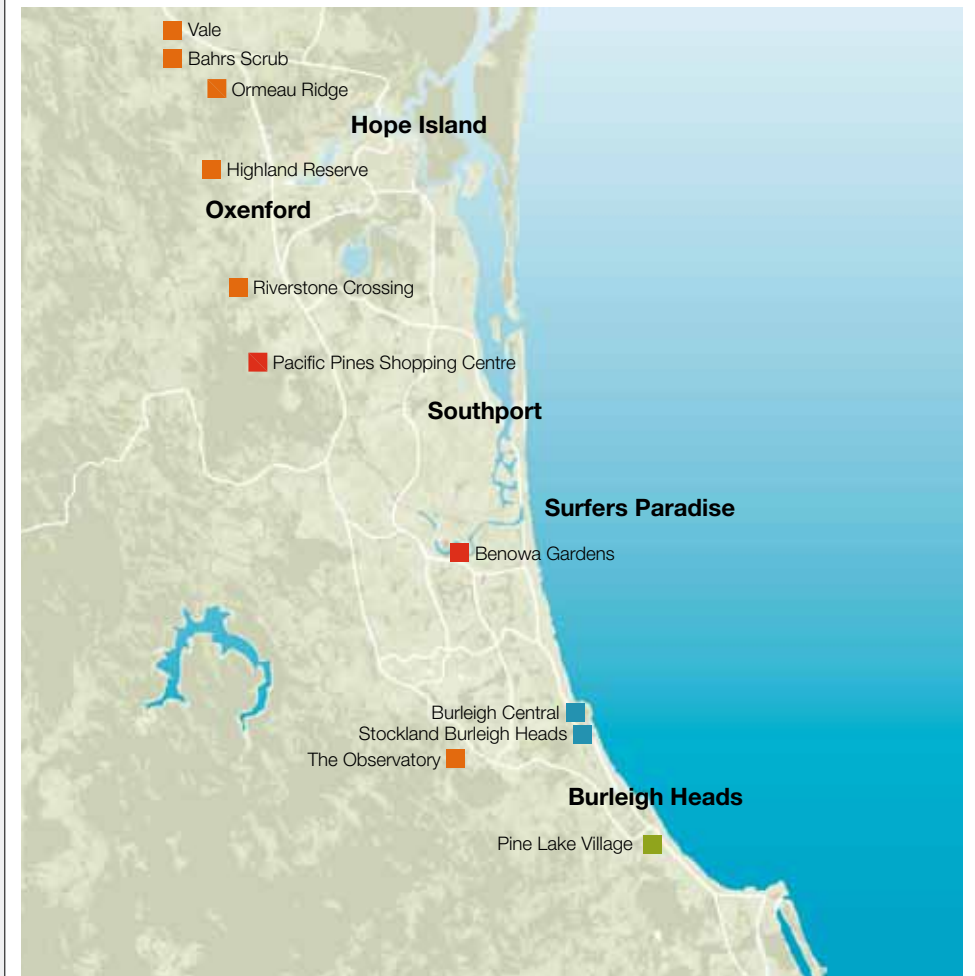 Vale
Bahrs Scrub
Ormeau Ridge
Hope Island
Highland Reserve
Oxenford
Riverstone Crossing
Pacific Pines Shopping Centre
Southport
Surfers Paradise
Benowa Gardens
Burleigh Central
Stockland Burleigh Heads
The Observatory
Burleigh Heads
Pine Lake Village